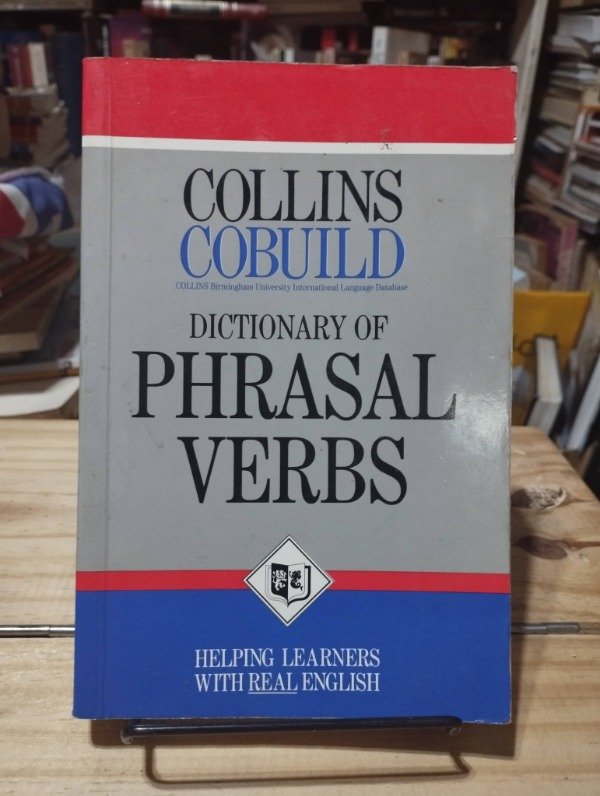 COLLINS
COBUILD
COLLINS Birmingham University International Language Database
DICTIONARY OF
PHRASAL
VERBS
HELPING LEARNERS
WITH REAL ENGLISH